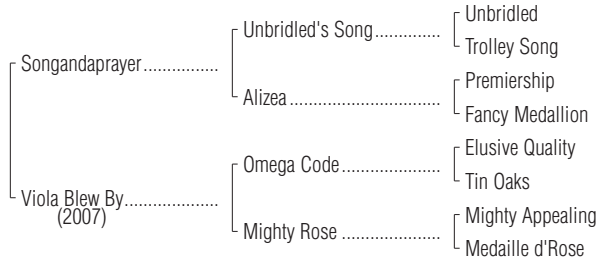 Unbridled
Unbridled's Song..............
Trolley Song
Songandaprayer................
Premiership
Alizea................................
Fancy Medallion
Elusive Quality
Omega Code.....................
Tin Oaks
Viola Blew By....................
(2007)
Mighty Appealing
Mighty Rose .....................
Medaille d'Rose